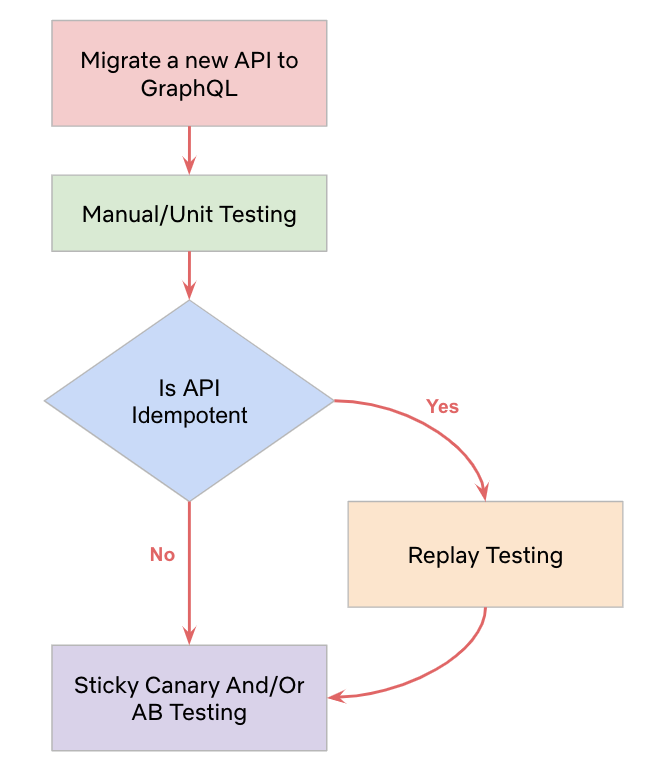 Migrate a new API to
GraphQL
Manual/Unit Testing
Is API
Idempotent
Yes
No
Replay Testing
Sticky Canary And/Or
AB Testing